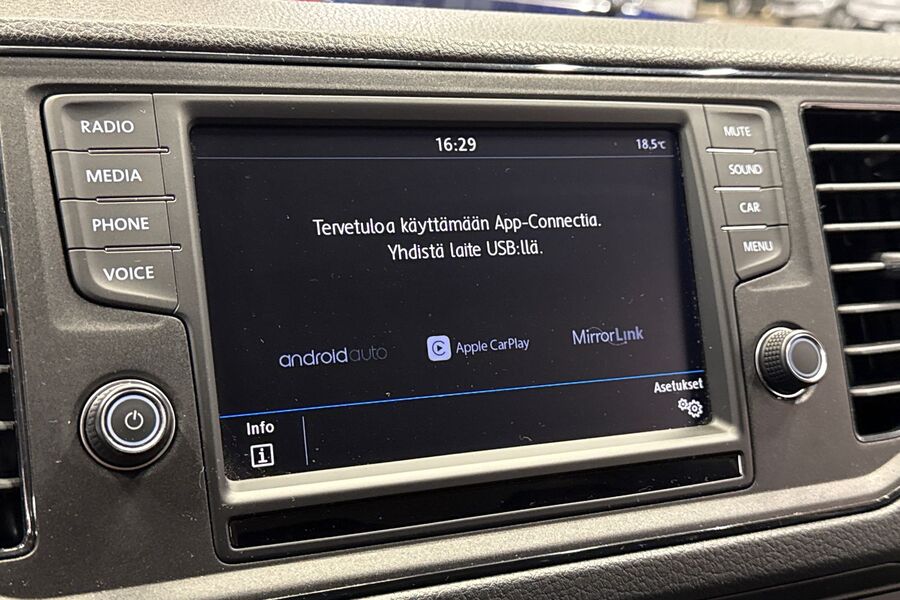 RADIO
MEDIA
PHONE
VOICE
16:29
18,5°C
Tervetuloa käyttämään App-Connectia.
Yhdistä laite USB:llä.
androidauto
Apple CarPlay
MirrorLink
Asetukset
Info
i
MUTE
SOUND
CAR
MENU